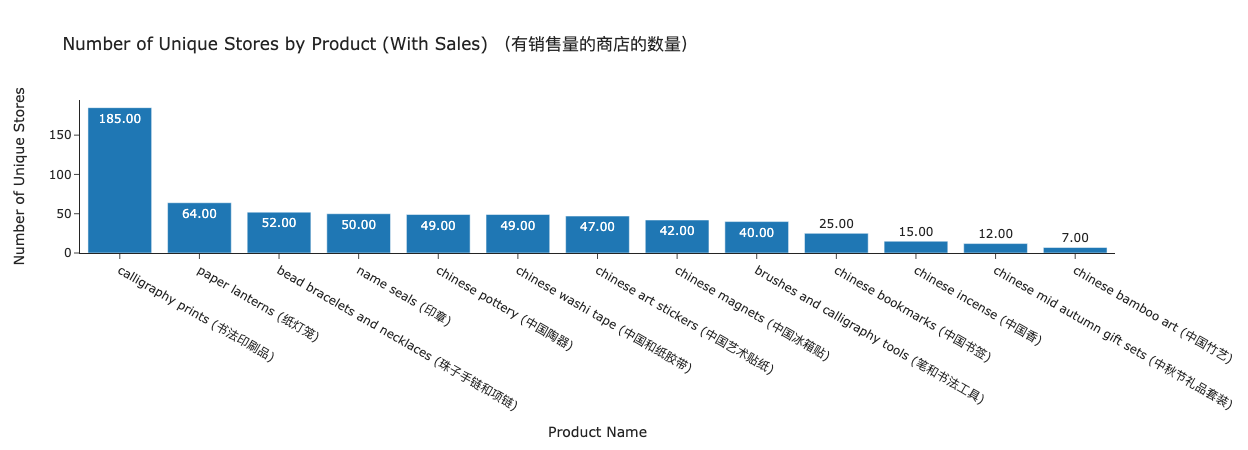 Number of Unique Stores by Product (With Sales) （有销售量的商店的数量）
Number of Unique Stores
150
100
50
0
185.00
64.00
52.00
50.00
49.00
49.00
47.00
42.00
40.00
25.00
15.00
12.00
7.00
calligraphy prints (书法印刷品)
paper lanterns (纸灯笼)
bead bracelets and necklaces (珠子手链和项链)
name seals (印章)
chinese pottery (中国陶器)
chinese washi tape (中国和纸胶带)
chinese art stickers (中国艺术贴纸)
chinese magnets (中国冰箱贴)
brushes and calligraphy tools (笔和书法工具)
chinese bookmarks (中国书签)
chinese incense (中国香)
chinese mid autumn gift sets (中秋节礼品套装)
chinese bamboo art (中国竹艺)
Product Name